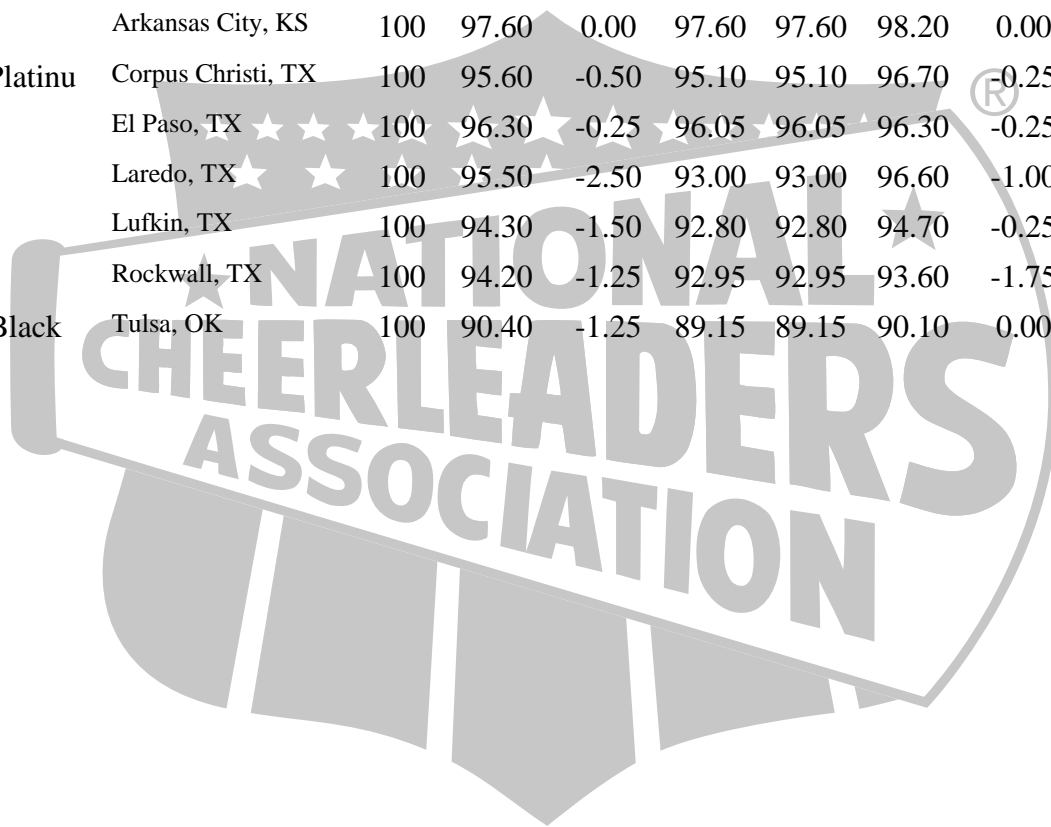 Arkansas City, KS 100 97.60 0.00 97.60 97.60 98.20 0.00
Platinu Corpus Christi, TX 100 95.60 -0.50 95.10 95.10 96.70 -0.25
El Paso, TX 100 96.30 -0.25 96.05 96.05 96.30 -0.25
Laredo, TX 100 95.50 -2.50 93.00 93.00 96.60 -1.00
Lufkin, TX 100 94.30 -1.50 92.80 92.80 94.70 -0.25
Rockwall, TX 100 94.20 -1.25 92.95 92.95 93.60 -1.75
Black Tulsa, OK 100 90.40 -1.25 89.15 89.15 90.10 0.00
®
NATIONAL
CHEERLEADERS
ASSOCIATION